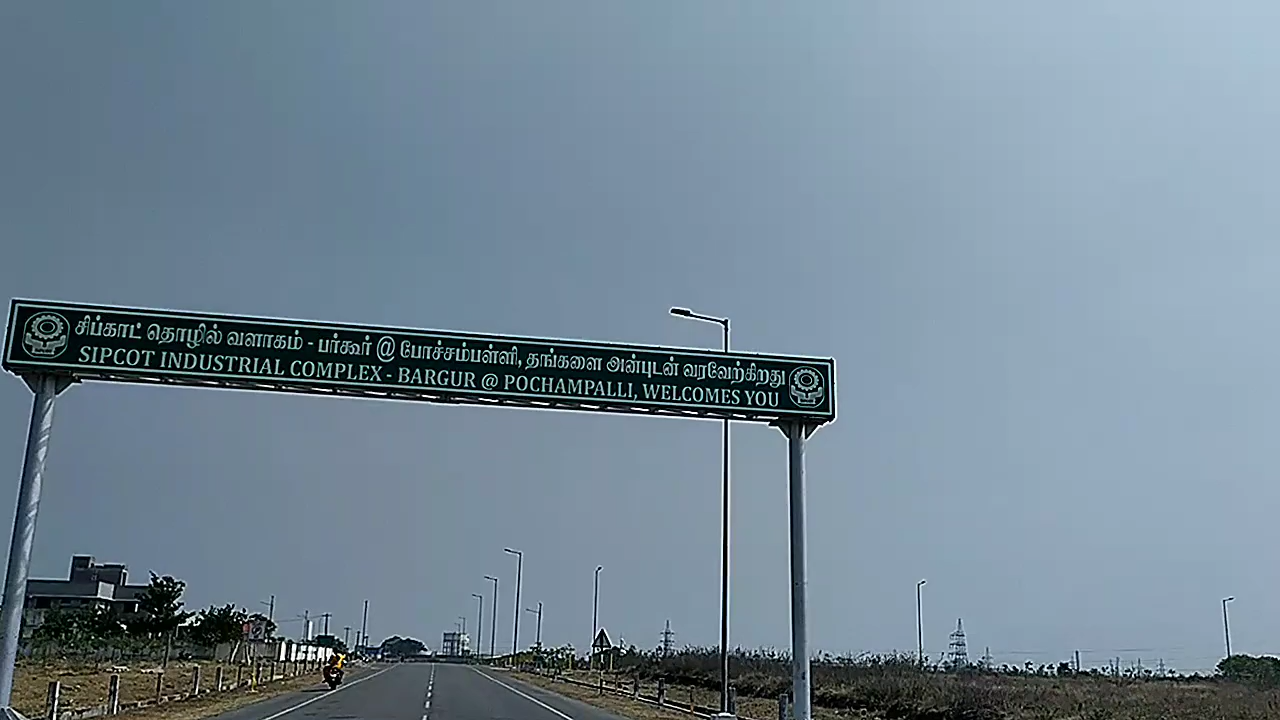 சிப்காட் தொழில் வளாகம் - பர்கூர் @ போச்சம்பள்ளி, தங்களை அன்புடன் வரவேற்கிறது
SIPCOT INDUSTRIAL COMPLEX - BARGUR @ POCHAMPALLI, WELCOMES YOU